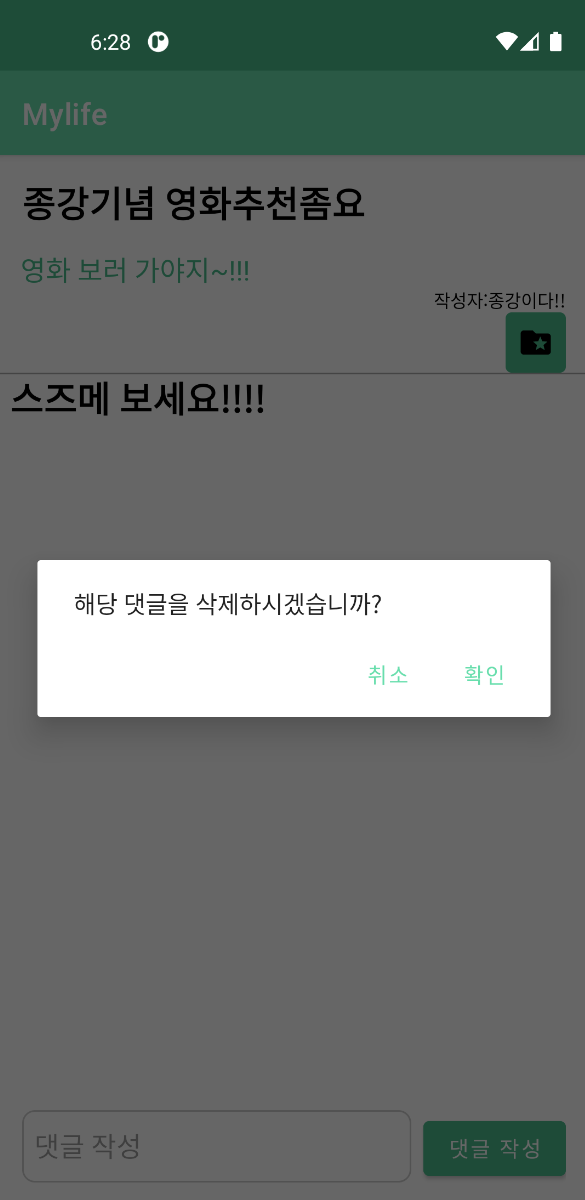 6:28
Mylife
종강기념 영화추천좀요
영화 보러 가야지~!!!
작성자:종강이다!!
스즈메 보세요!!!!
해당 댓글을 삭제하시겠습니까?
취소 확인
댓글 작성 댓글 작성